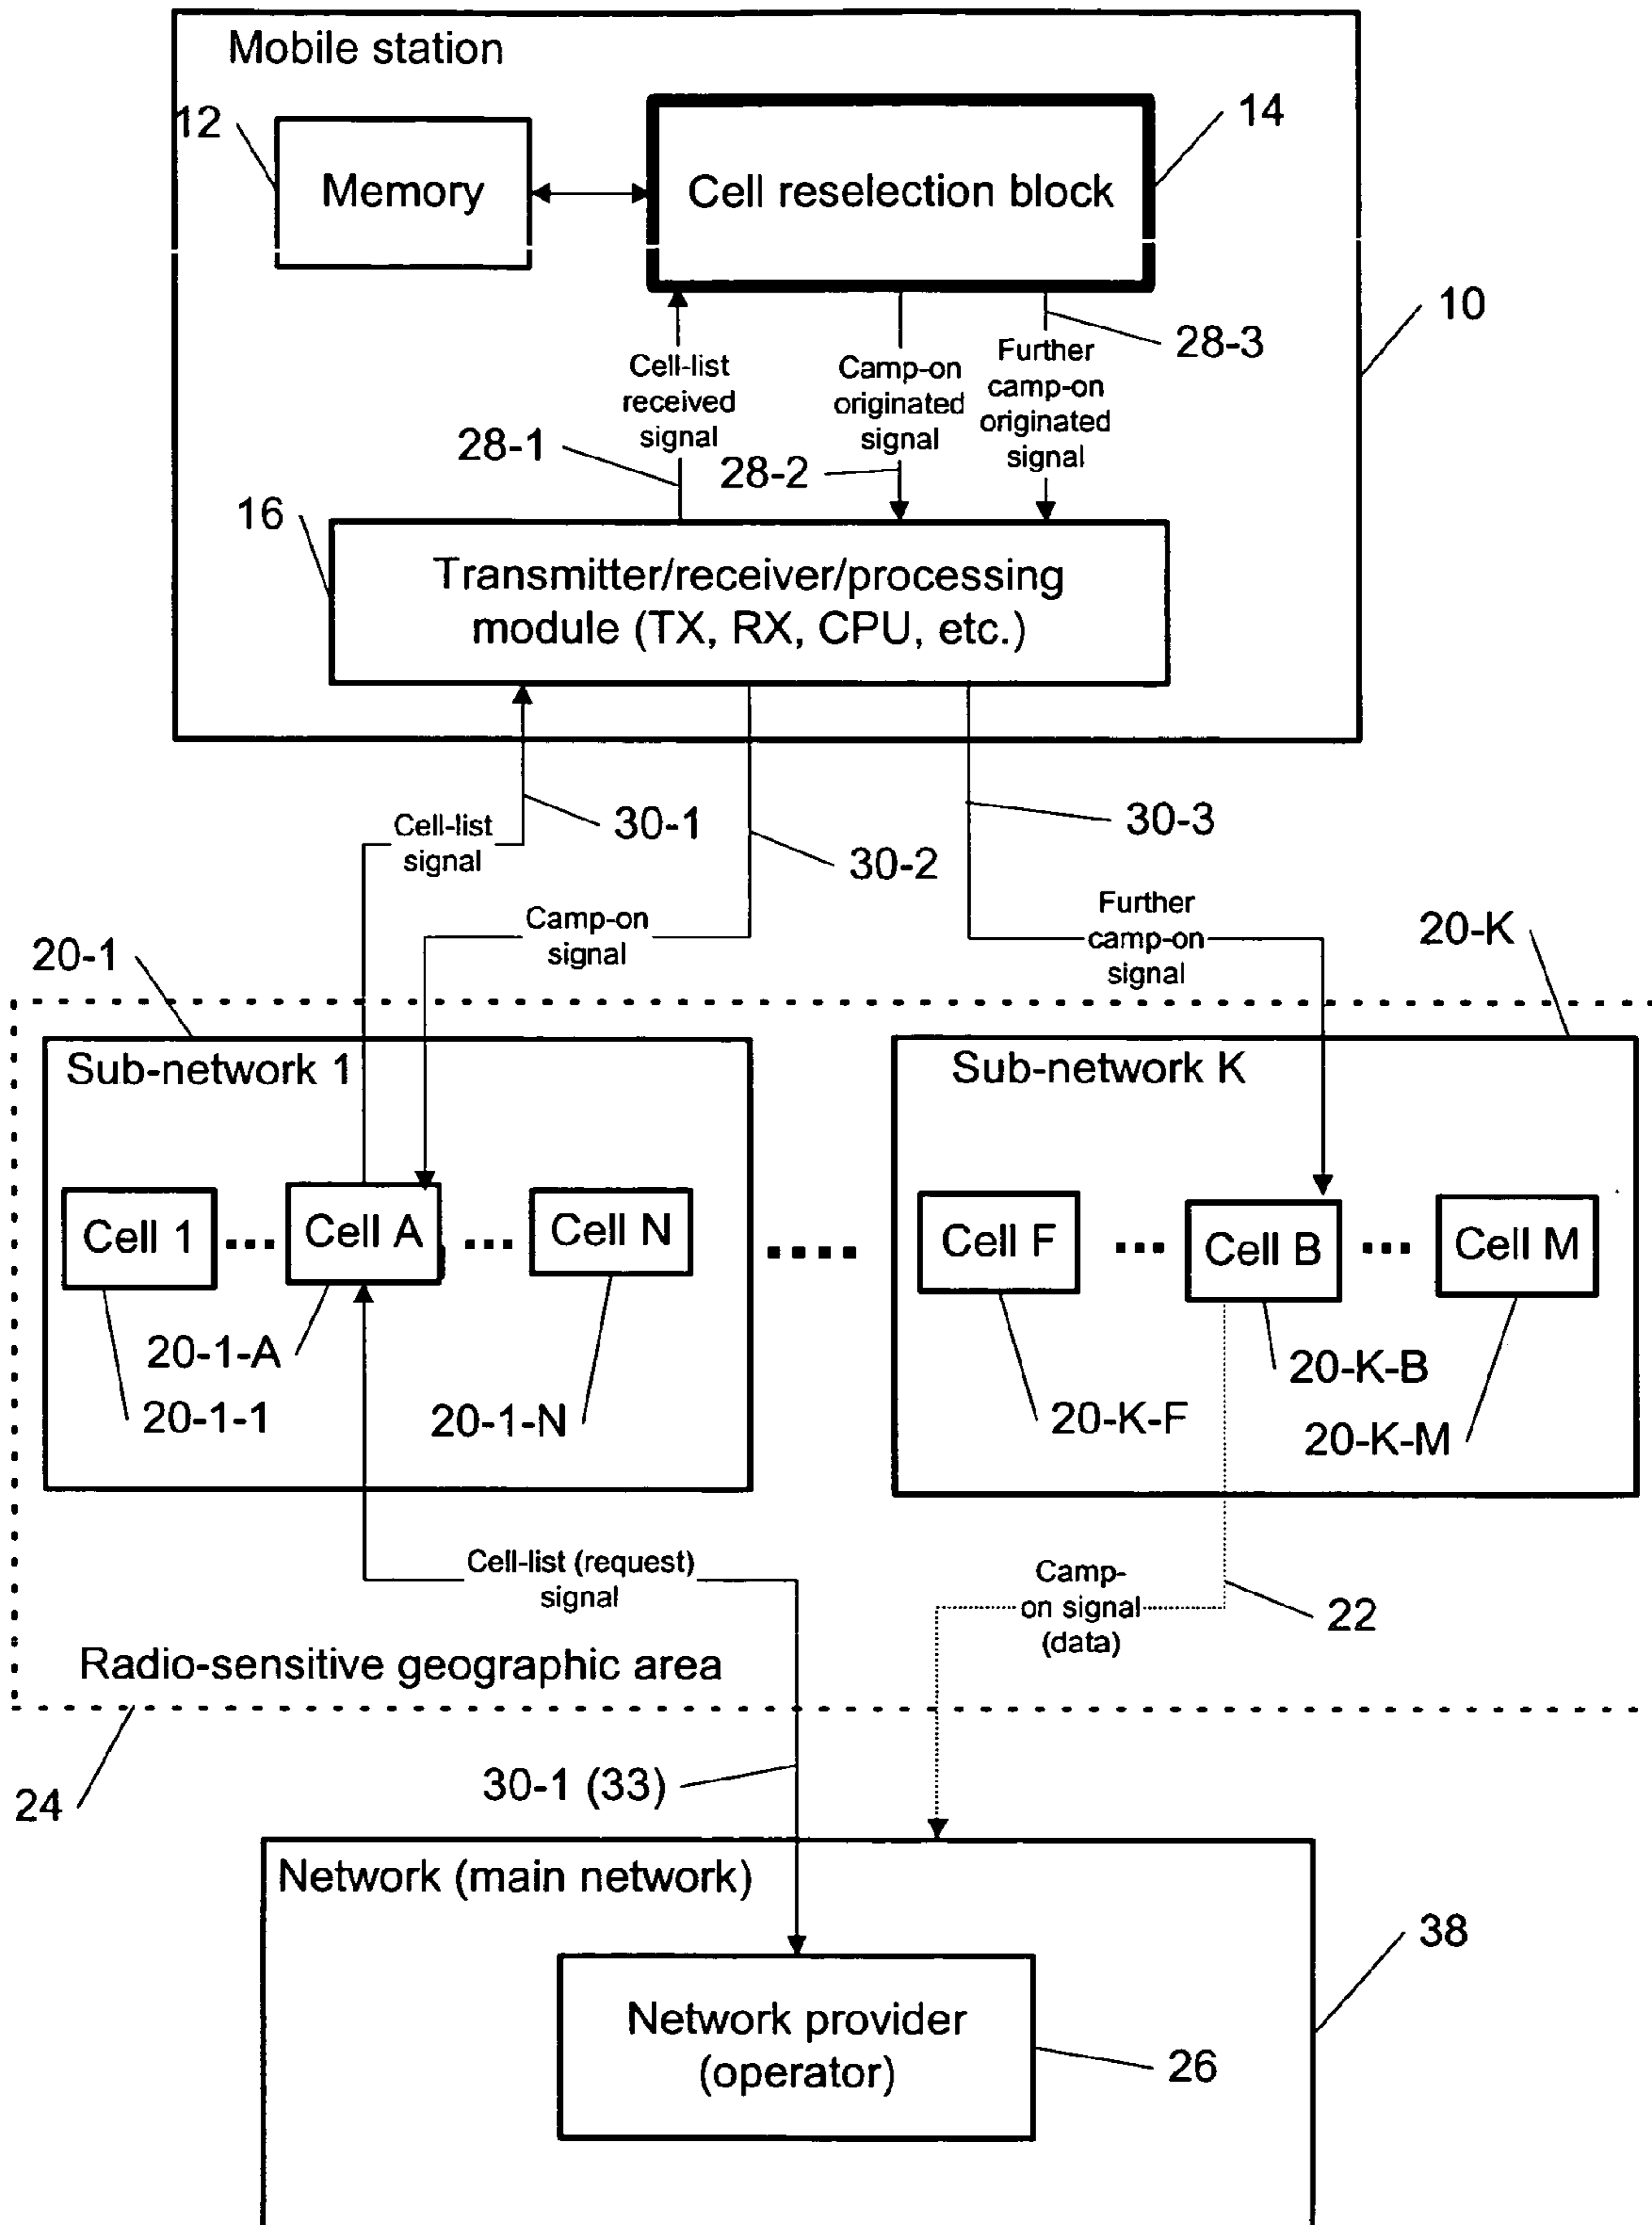 Mobile station
12
Memory
Cell reselection block
14
10
28-3
Cell-list
received
signal
Camp-on
originated
signal
Further
camp-on
originated
signal
28-1
28-2
16
Transmitter/receiver/processing
module (TX, RX, CPU, etc.)
Cell-list
signal
30-1
30-2
30-3
Camp-on
signal
Further
camp-on
signal
20-1
20-K
Sub-network 1
Sub-network K
Cell 1
...
Cell A
...
Cell N
....
Cell F
...
Cell B
...
Cell M
20-1-A
20-1-1
20-1-N
20-K-B
20-K-F
20-K-M
Cell-list (request)
signal
Camp-
on signal
(data)
22
Radio-sensitive geographic area
24
30-1 (33)
Network (main network)
38
Network provider
(operator)
26